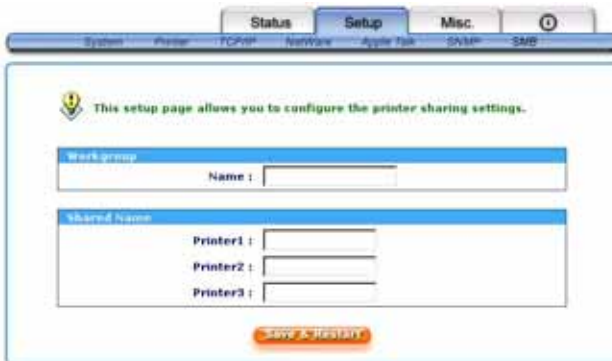 Status Setup Misc.
System Printer TCP/IP NetWare Apple Talk SNMP SMB
This setup page allows you to configure the printer sharing settings.
Workgroup
Name :
Shared Name
Printer1 :
Printer2 :
Printer3 :
Save & Restart